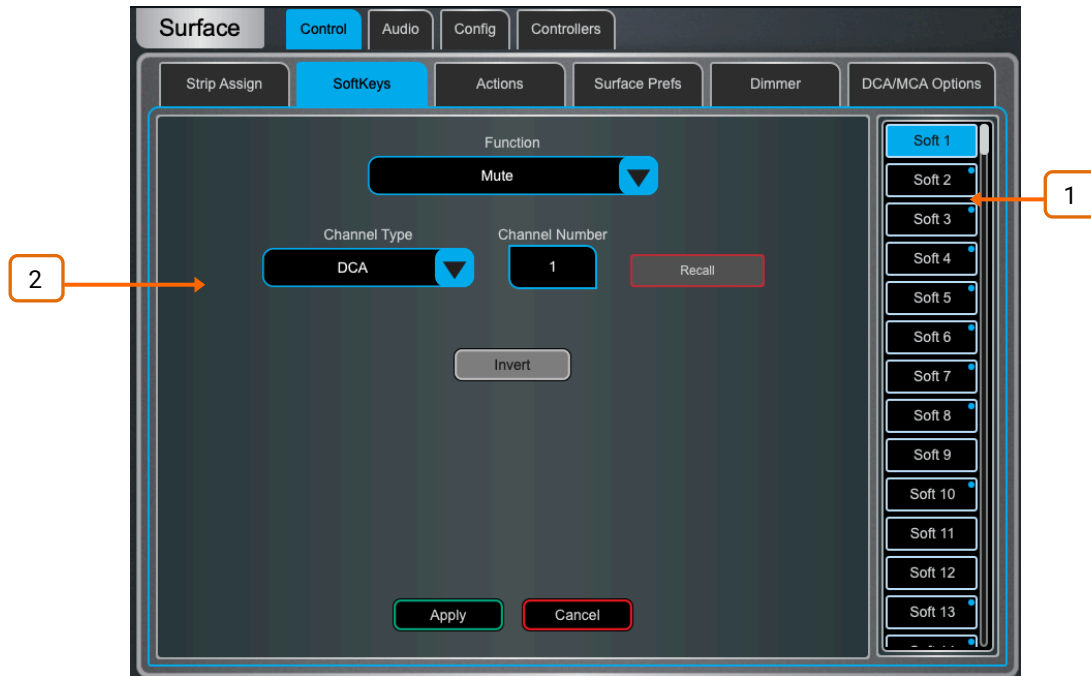 Surface Control Audio Config Controllers
Strip Assign SoftKeys Actions Surface Prefs Dimmer DCA/MCA Options
Function
Mute
Channel Type Channel Number
DCA 1 Recall
Invert
Apply Cancel
Soft 1
Soft 2
Soft 3
Soft 4
Soft 5
Soft 6
Soft 7
Soft 8
Soft 9
Soft 10
Soft 11
Soft 12
Soft 13
1
2